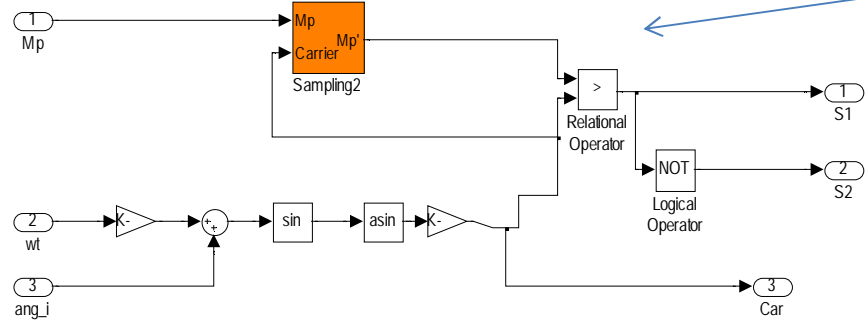 1
Mp
Mp
Carrier
Mp'
Sampling2
>
Relational
Operator
1
S1
NOT
Logical
Operator
2
S2
2
wt
K-
+
+
sin
asin
K-
3
ang_i
3
Car